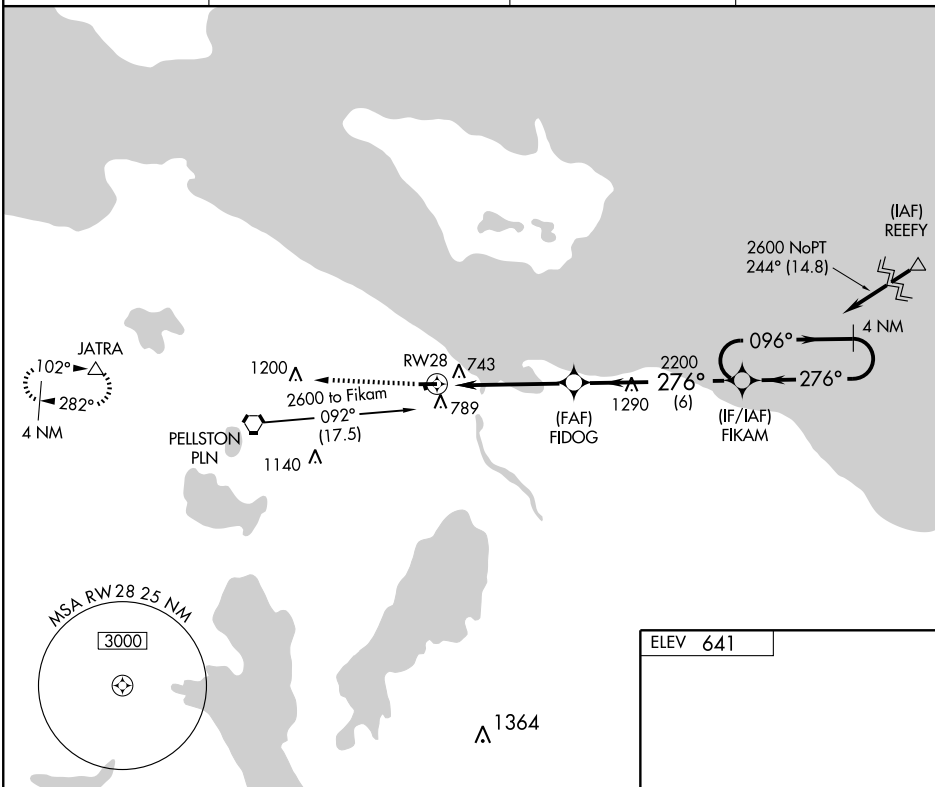 (IAF)
REEFY
2600 NoPT
244° (14.8)
4 NM
096°
276°
JATRA
102°
282°
4 NM
1200
RW28
743
789
2600 to Fikam
092°
(17.5)
PELLSTON
PLN
1140
(FAF)
FIDOG
2200
276°
(6)
1290
(IF/IAF)
FIKAM
MSA RW28 25 NM
3000
1364
ELEV 641